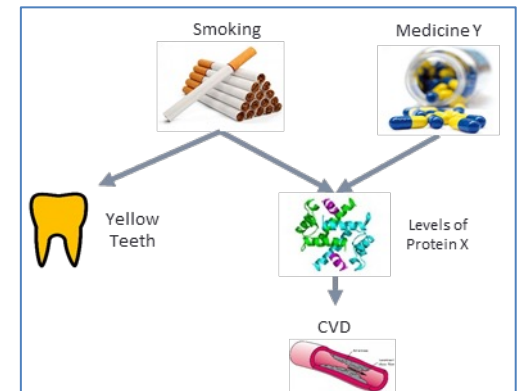 Smoking
Medicine Y
Yellow
Teeth
Levels of
Protein X
CVD